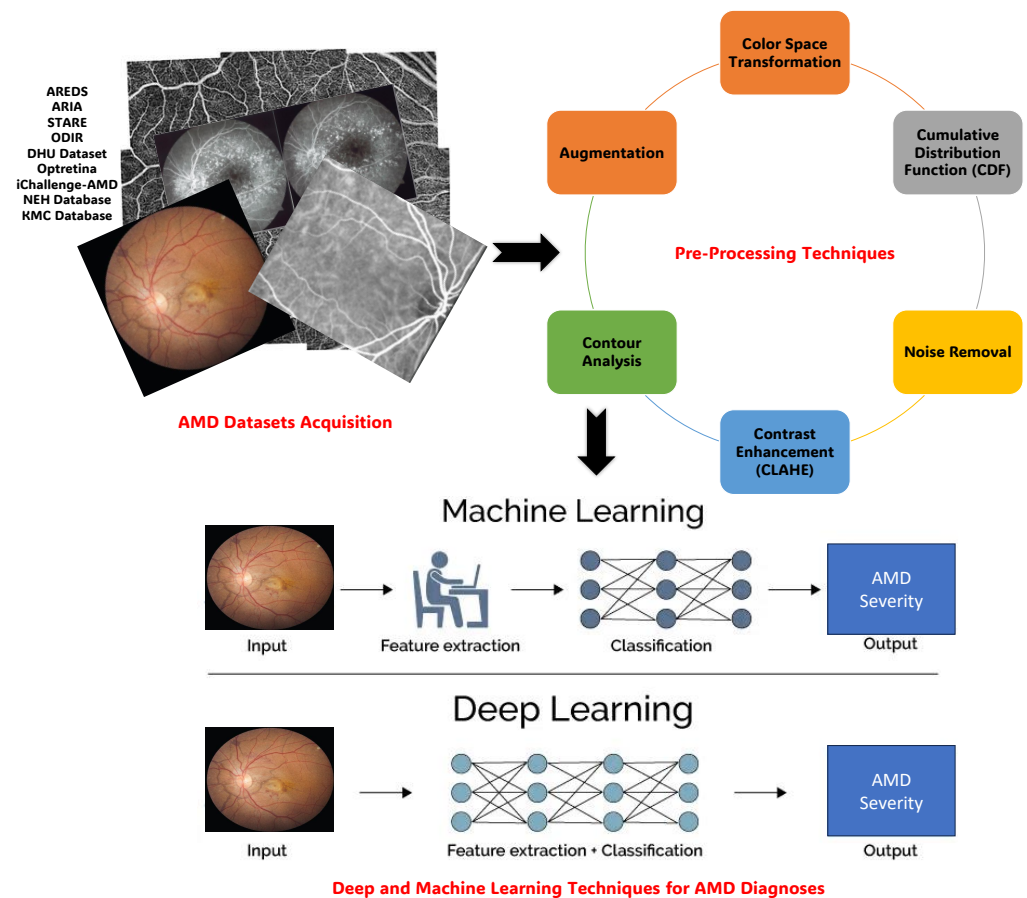 AREDS
ARIA
STARE
ODIR
DHU Dataset
Optretina
iChallenge-AMD
NEH Database
KMC Database
AMD Datasets Acquisition
Color Space
Transformation
Augmentation
Cumulative
Distribution
Function (CDF)
Pre-Processing Techniques
Contour
Analysis
Noise Removal
Contrast
Enhancement
(CLAHE)
Machine Learning
Input
Feature extraction
Classification
AMD
Severity
Output
Deep Learning
Input
Feature extraction + Classification
AMD
Severity
Output
Deep and Machine Learning Techniques for AMD Diagnoses